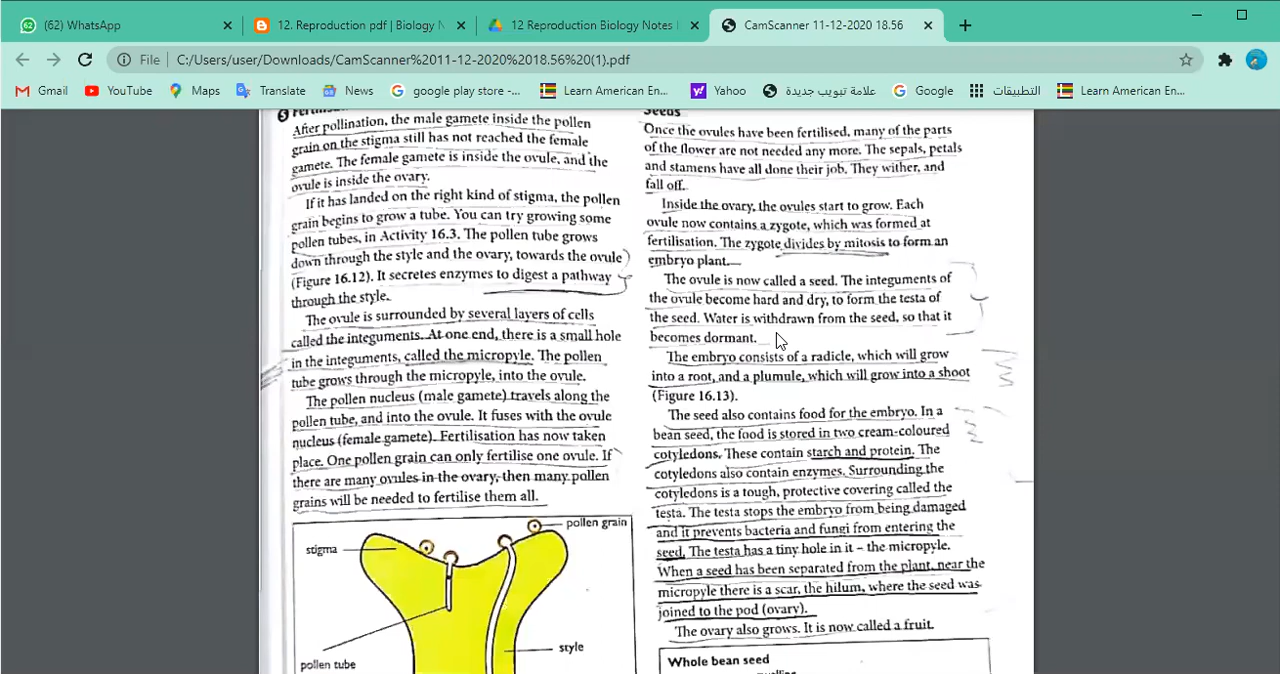 (62) WhatsApp
12. Reproduction pdf | Biology N
12 Reproduction Biology Notes
CamScanner 11-12-2020 18.56
File
C:/Users/user/Downloads/CamScanner%2011-12-2020%2018.56%20(1).pdf
Gmail
YouTube
Maps
Translate
News
google play store -...
Learn American En...
Yahoo
علامة تبويب جديدة
Google
التطبيقات
Learn American En...
5
After pollination, the male gamete inside the pollen
grain on the stigma still has not reached the female
gamete. The female gamete is inside the ovule, and the
ovule is inside the ovary.
If it has landed on the right kind of stigma, the pollen
grain begins to grow a tube. You can try growing some
pollen tubes, in Activity 16.3. The pollen tube grows
down through the style and the ovary, towards the ovule
(Figure 16.12). It secretes enzymes to digest a pathway
through the style.
The ovule is surrounded by several layers of cells
called the integuments. At one end, there is a small hole
in the integuments, called the micropyle. The pollen
tube grows through the micropyle, into the ovule.
The pollen nucleus (male gamete) travels along the
pollen tube, and into the ovule. It fuses with the ovule
nucleus (female gamete). Fertilisation has now taken
place. One pollen grain can only fertilise one ovule. If
there are many ovules in the ovary, then many pollen
grains will be needed to fertilise them all.
pollen grain
stigma
style
pollen tube
Seeds
Once the ovules have been fertilised, many of the parts
of the flower are not needed any more. The sepals, petals
and stamens have all done their job. They wither, and
fall off.
Inside the ovary, the ovules start to grow. Each
ovule now contains a zygote, which was formed at
fertilisation. The zygote divides by mitosis to form an
embryo plant.
The ovule is now called a seed. The integuments of
the ovule become hard and dry, to form the testa of
the seed. Water is withdrawn from the seed, so that it
becomes dormant.
The embryo consists of a radicle, which will grow
into a root, and a plumule, which will grow into a shoot
(Figure 16.13).
The seed also contains food for the embryo. In a
bean seed, the food is stored in two cream-coloured
cotyledons. These contain starch and protein. The
cotyledons also contain enzymes. Surrounding the
cotyledons is a tough, protective covering called the
testa. The testa stops the embryo from being damaged
and it prevents bacteria and fungi from entering the
seed. The testa has a tiny hole in it – the micropyle.
When a seed has been separated from the plant, near the
micropyle there is a scar, the hilum, where the seed was
joined to the pod (ovary).
The ovary also grows. It is now called a fruit.
Whole bean seed